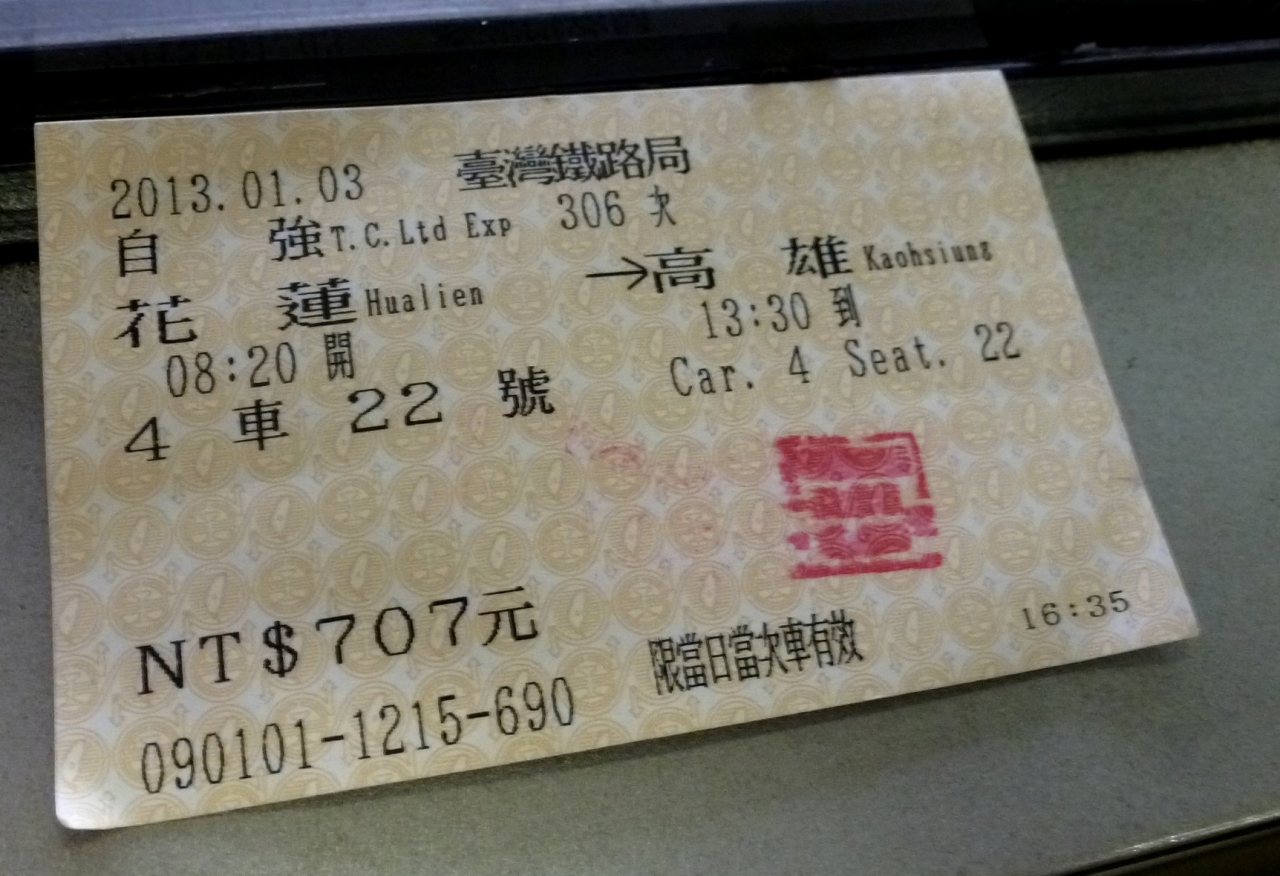 2013.01.03 臺灣鐵路局
自強 T.C.Ltd Exp 306 次
花蓮 Hualien →高雄 Kaohsiung
08:20 開 13:30 到
4 車 22 號 Car. 4 Seat. 22
NT$707元
限當日當次車有效 16:35
090101-1215-690